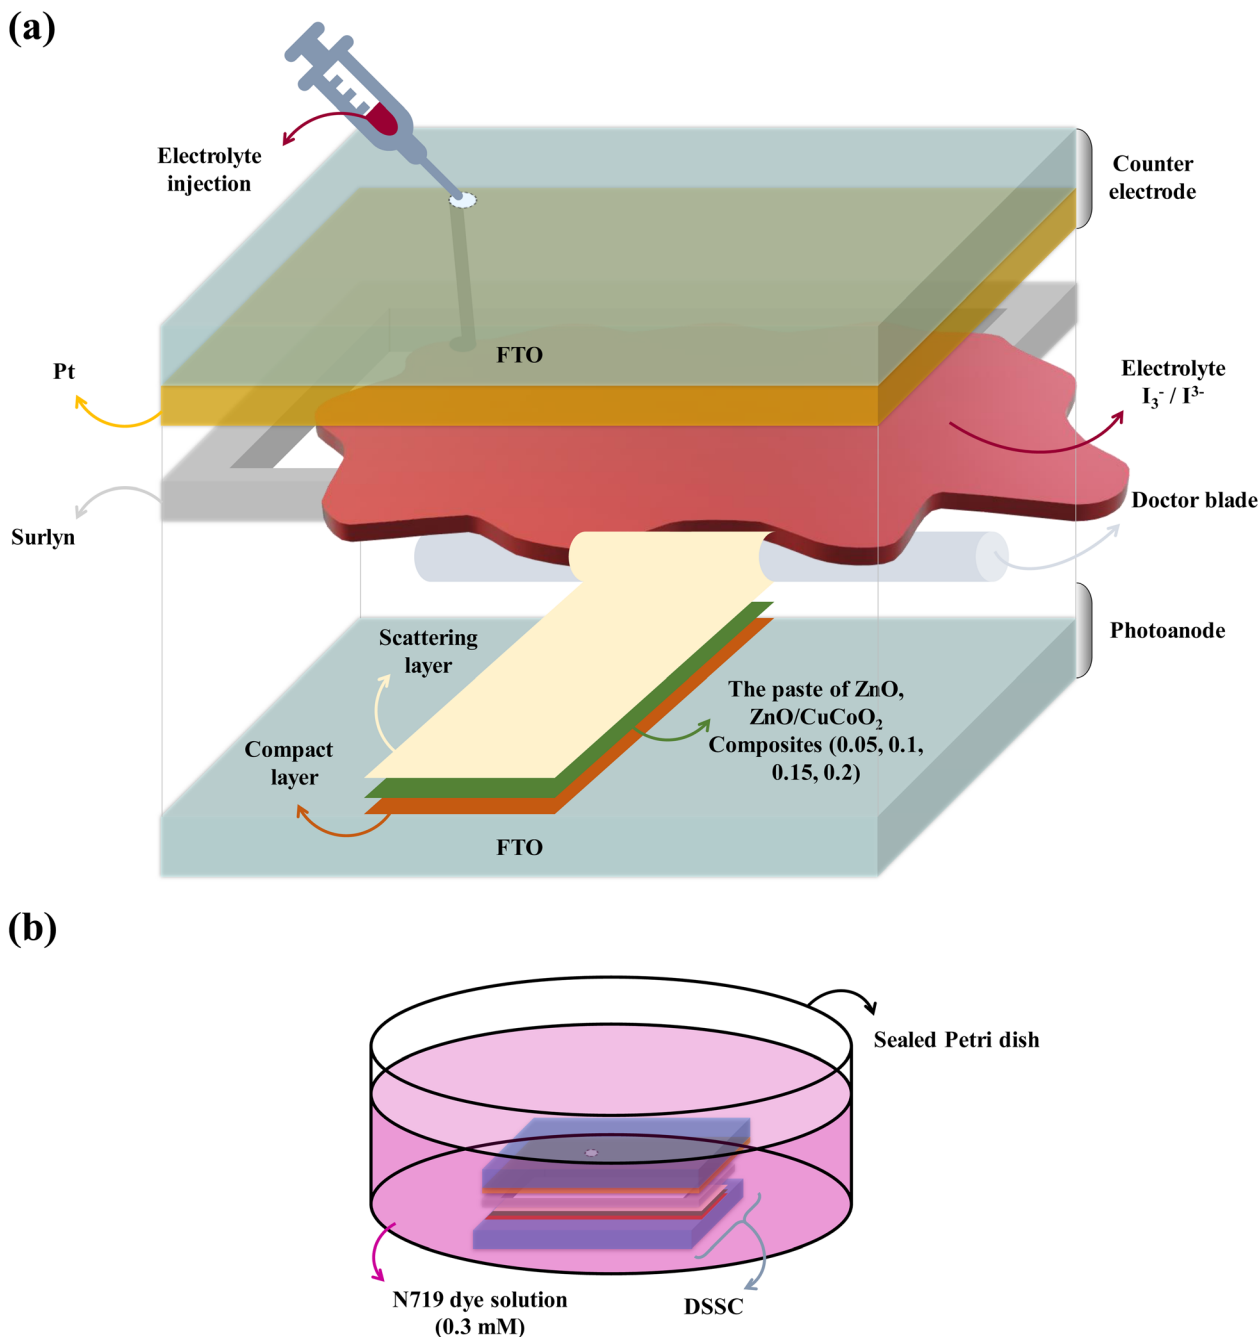 (a)
Electrolyte
injection
Counter
electrode
FTO
Pt
Electrolyte
I₃⁻ / I³⁻
Doctor blade
Surlyn
Scattering
layer
Photoanode
The paste of ZnO,
ZnO/CuCoO₂
Composites (0.05, 0.1,
0.15, 0.2)
Compact
layer
FTO
(b)
Sealed Petri dish
N719 dye solution
(0.3 mM)
DSSC